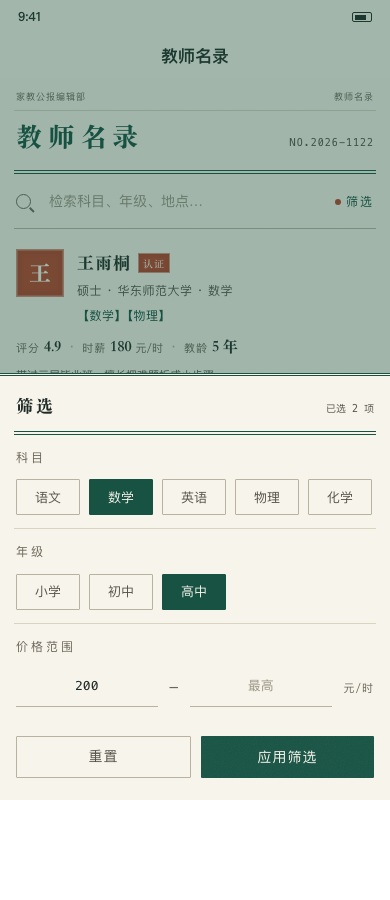 9:41
教师名录
家教公报编辑部 教师名录
教师名录 NO.2026-1122
检索科目、年级、地点... 筛选
王 王雨桐 认证
硕士 · 华东师范大学 · 数学
【数学】【物理】
评分 4.9 · 时薪 180 元/时 · 教龄 5 年
筛选 已选 2 项
科目
语文 数学 英语 物理 化学
年级
小学 初中 高中
价格范围
200 — 最高 元/时
重置 应用筛选